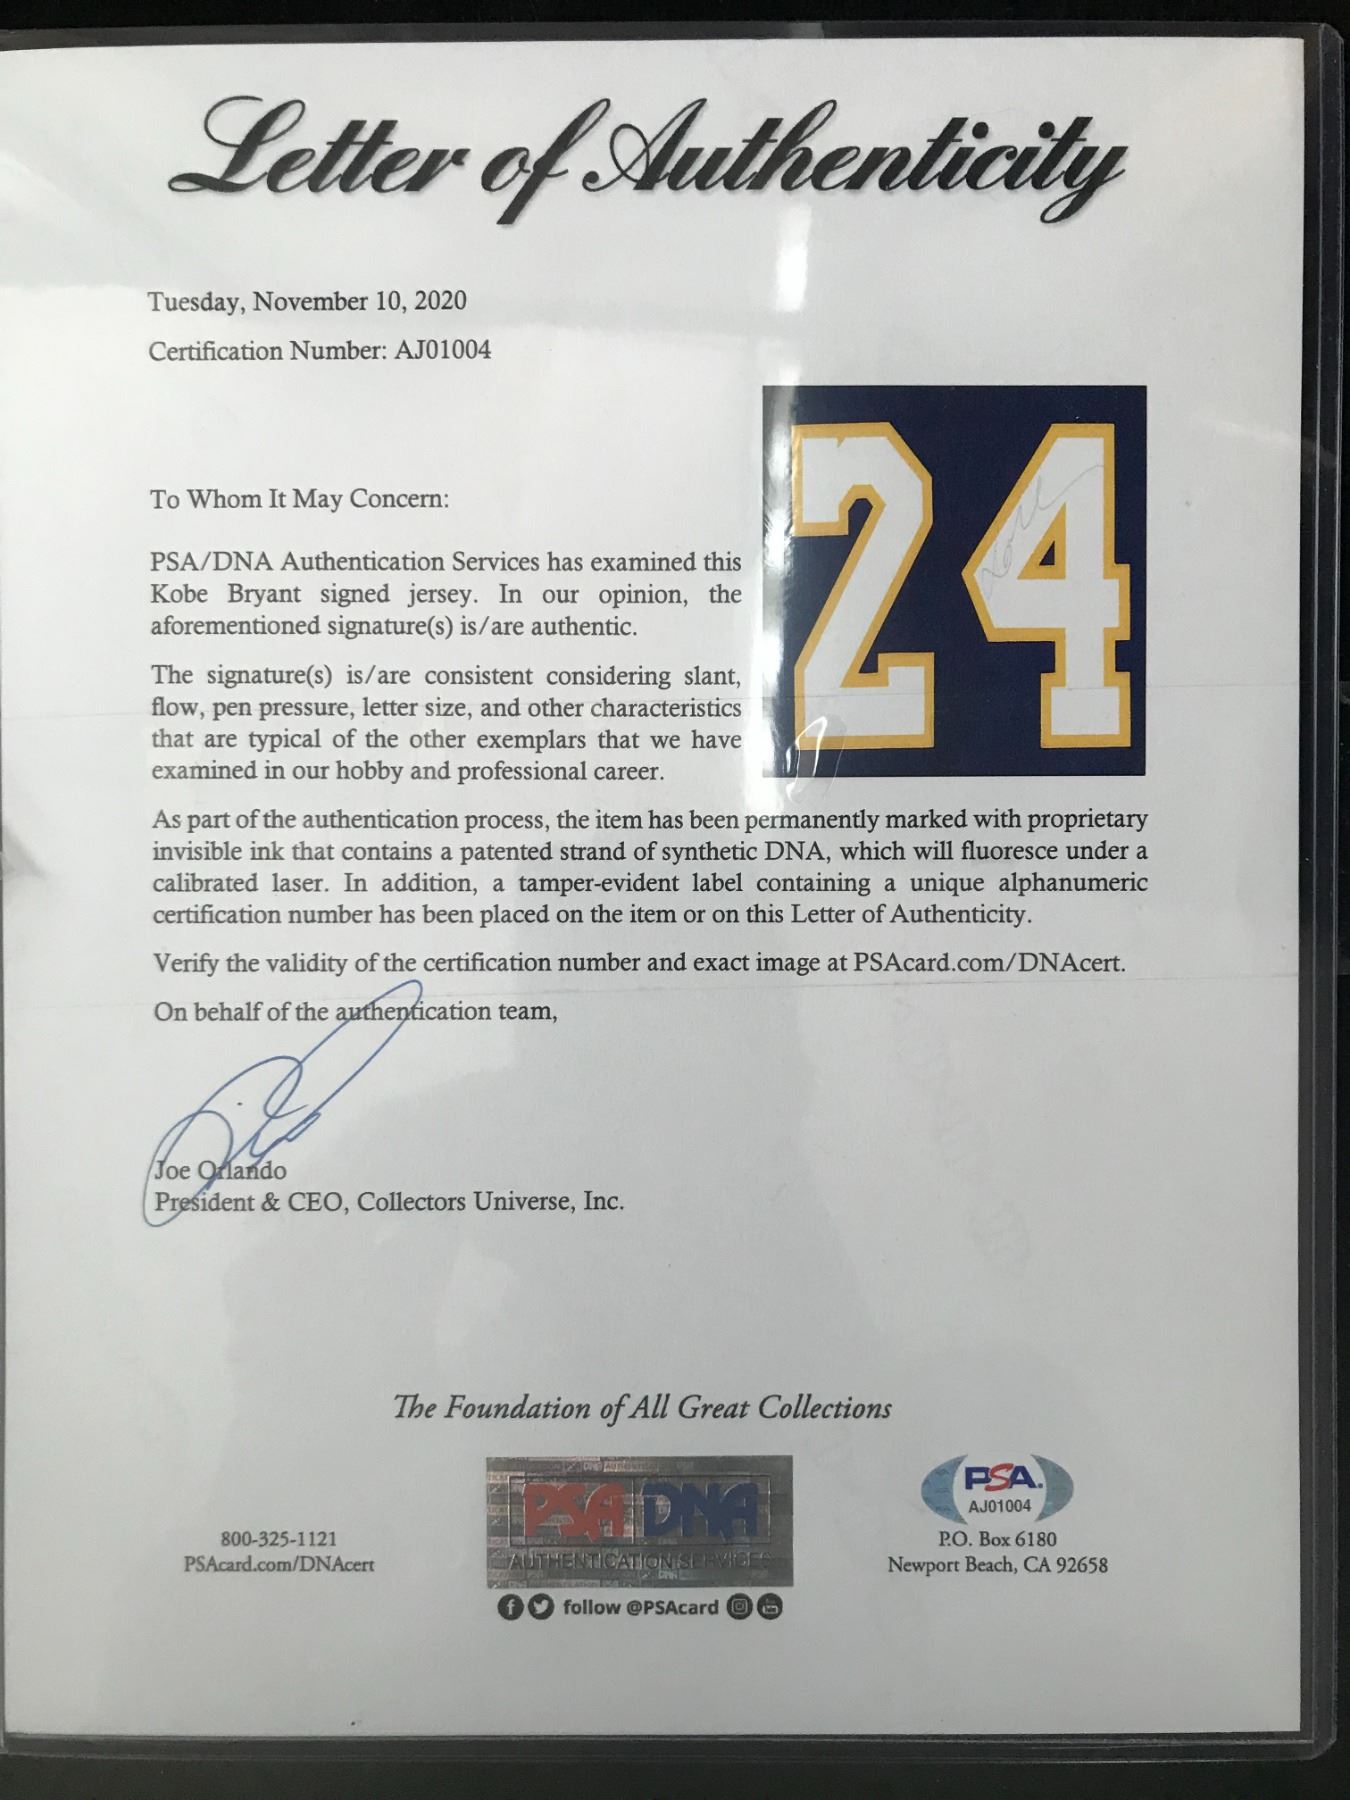 Letter of Authenticity
Tuesday, November 10, 2020
Certification Number: AJ01004
24
To Whom It May Concern:
PSA/DNA Authentication Services has examined this
Kobe Bryant signed jersey. In our opinion, the
aforementioned signature(s) is/are authentic.
The signature(s) is/are consistent considering slant,
flow, pen pressure, letter size, and other characteristics
that are typical of the other exemplars that we have
examined in our hobby and professional career.
As part of the authentication process, the item has been permanently marked with proprietary
invisible ink that contains a patented strand of synthetic DNA, which will fluoresce under a
calibrated laser. In addition, a tamper-evident label containing a unique alphanumeric
certification number has been placed on the item or on this Letter of Authenticity.
Verify the validity of the certification number and exact image at PSAcard.com/DNAcert.
On behalf of the authentication team,
Joe Orlando
President & CEO, Collectors Universe, Inc.
The Foundation of All Great Collections
800-325-1121
PSAcard.com/DNAcert
PSA DNA
AUTHENTICATION SERVICES
follow @PSAcard
PSA.
AJ01004
P.O. Box 6180
Newport Beach, CA 92658